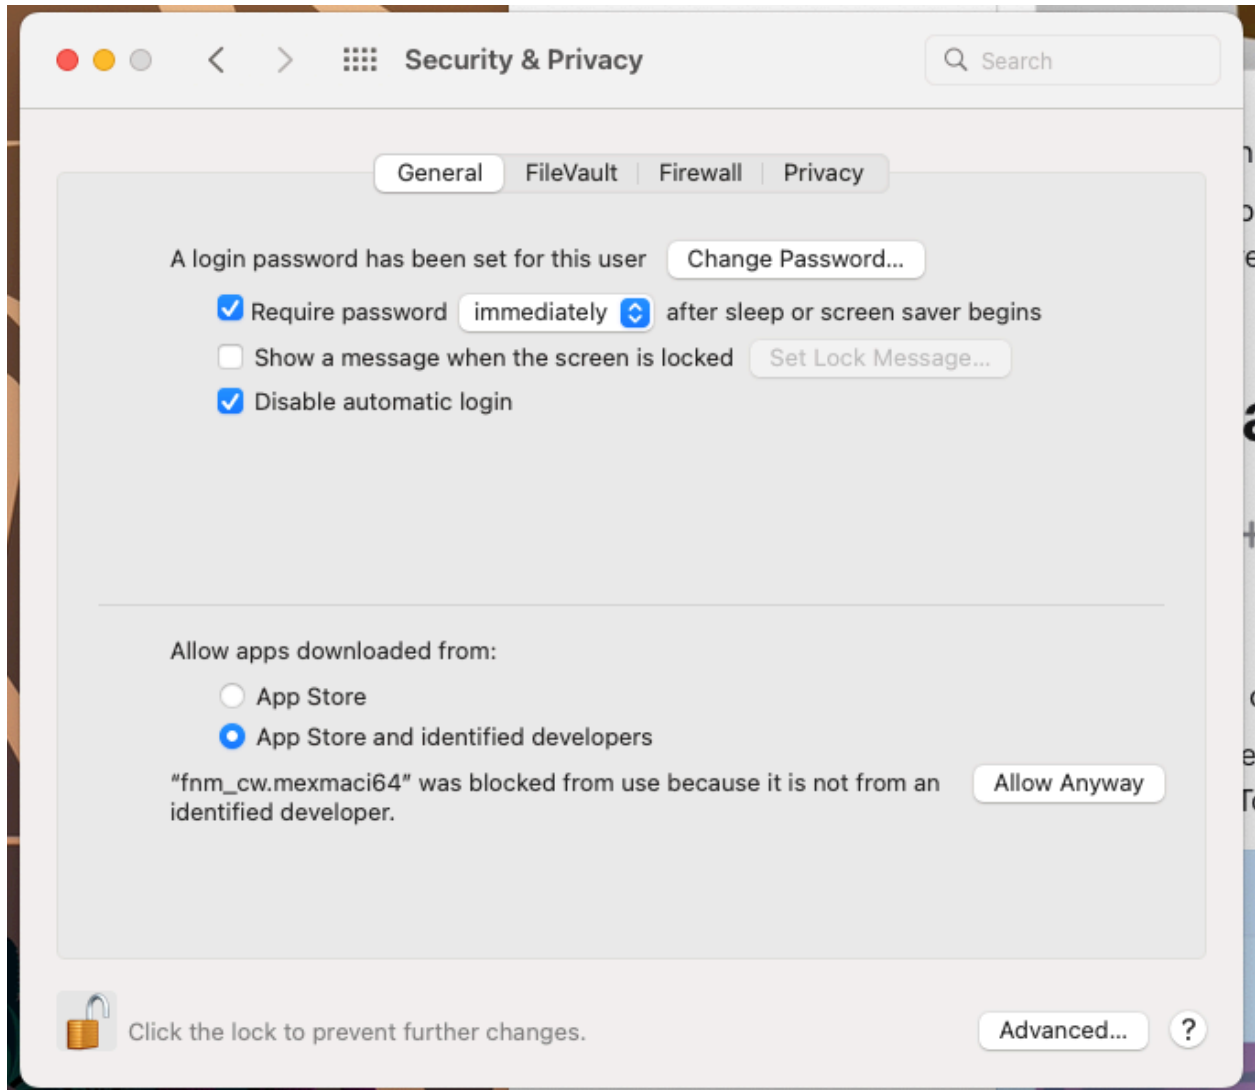 Security & Privacy
Search
General
FileVault
Firewall
Privacy
A login password has been set for this user
Change Password...
Require password
immediately
after sleep or screen saver begins
Show a message when the screen is locked
Set Lock Message...
Disable automatic login
Allow apps downloaded from:
App Store
App Store and identified developers
“fnm_cw.mexmaci64” was blocked from use because it is not from an
identified developer.
Allow Anyway
Click the lock to prevent further changes.
Advanced...
?